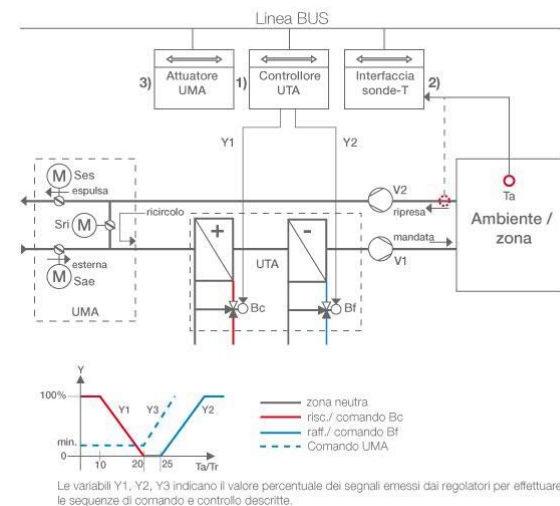 Linea BUS
3)
Attuatore
UMA
1)
Controllore
UTA
Interfaccia
sonde-T
2)
Y1
Y2
M
Ses
espulsa
Sri
M
ricircolo
esterna
M
Sae
UMA
+
UTA
-
Bc
Bf
V2
ripresa
mandata
V1
Ta
Ambiente /
zona
Y
100%
Y1
Y3
Y2
min.
0
10
20
25
Ta/Tr
zona neutra
risc./ comando Bc
raff./ comando Bf
Comando UMA
Le variabili Y1, Y2, Y3 indicano il valore percentuale dei segnali emessi dai regolatori per effettuare
le sequenze di comando e controllo descritte.